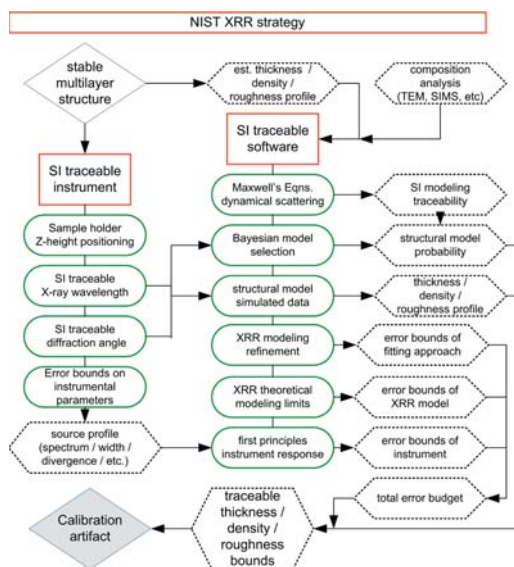 NIST XRR strategy
stable
multilayer
structure
est. thickness /
density /
roughness profile
composition
analysis
(TEM, SIMS, etc)
SI traceable
instrument
SI traceable
software
Sample holder
Z-height positioning
SI traceable
X-ray wavelength
SI traceable
diffraction angle
Error bounds on
instrumental
parameters
source profile
(spectrum / width /
divergence / etc.)
Maxwell's Eqns.
dynamical scattering
Bayesian model
selection
structural model
simulated data
XRR modeling
refinement
XRR theoretical
modeling limits
first principles
instrument response
SI modeling
traceability
structural model
probability
thickness /
density /
roughness profile
error bounds of
fitting approach
error bounds of
XRR model
error bounds of
instrument
total error budget
traceable
thickness /
density /
roughness
bounds
Calibration
artifact